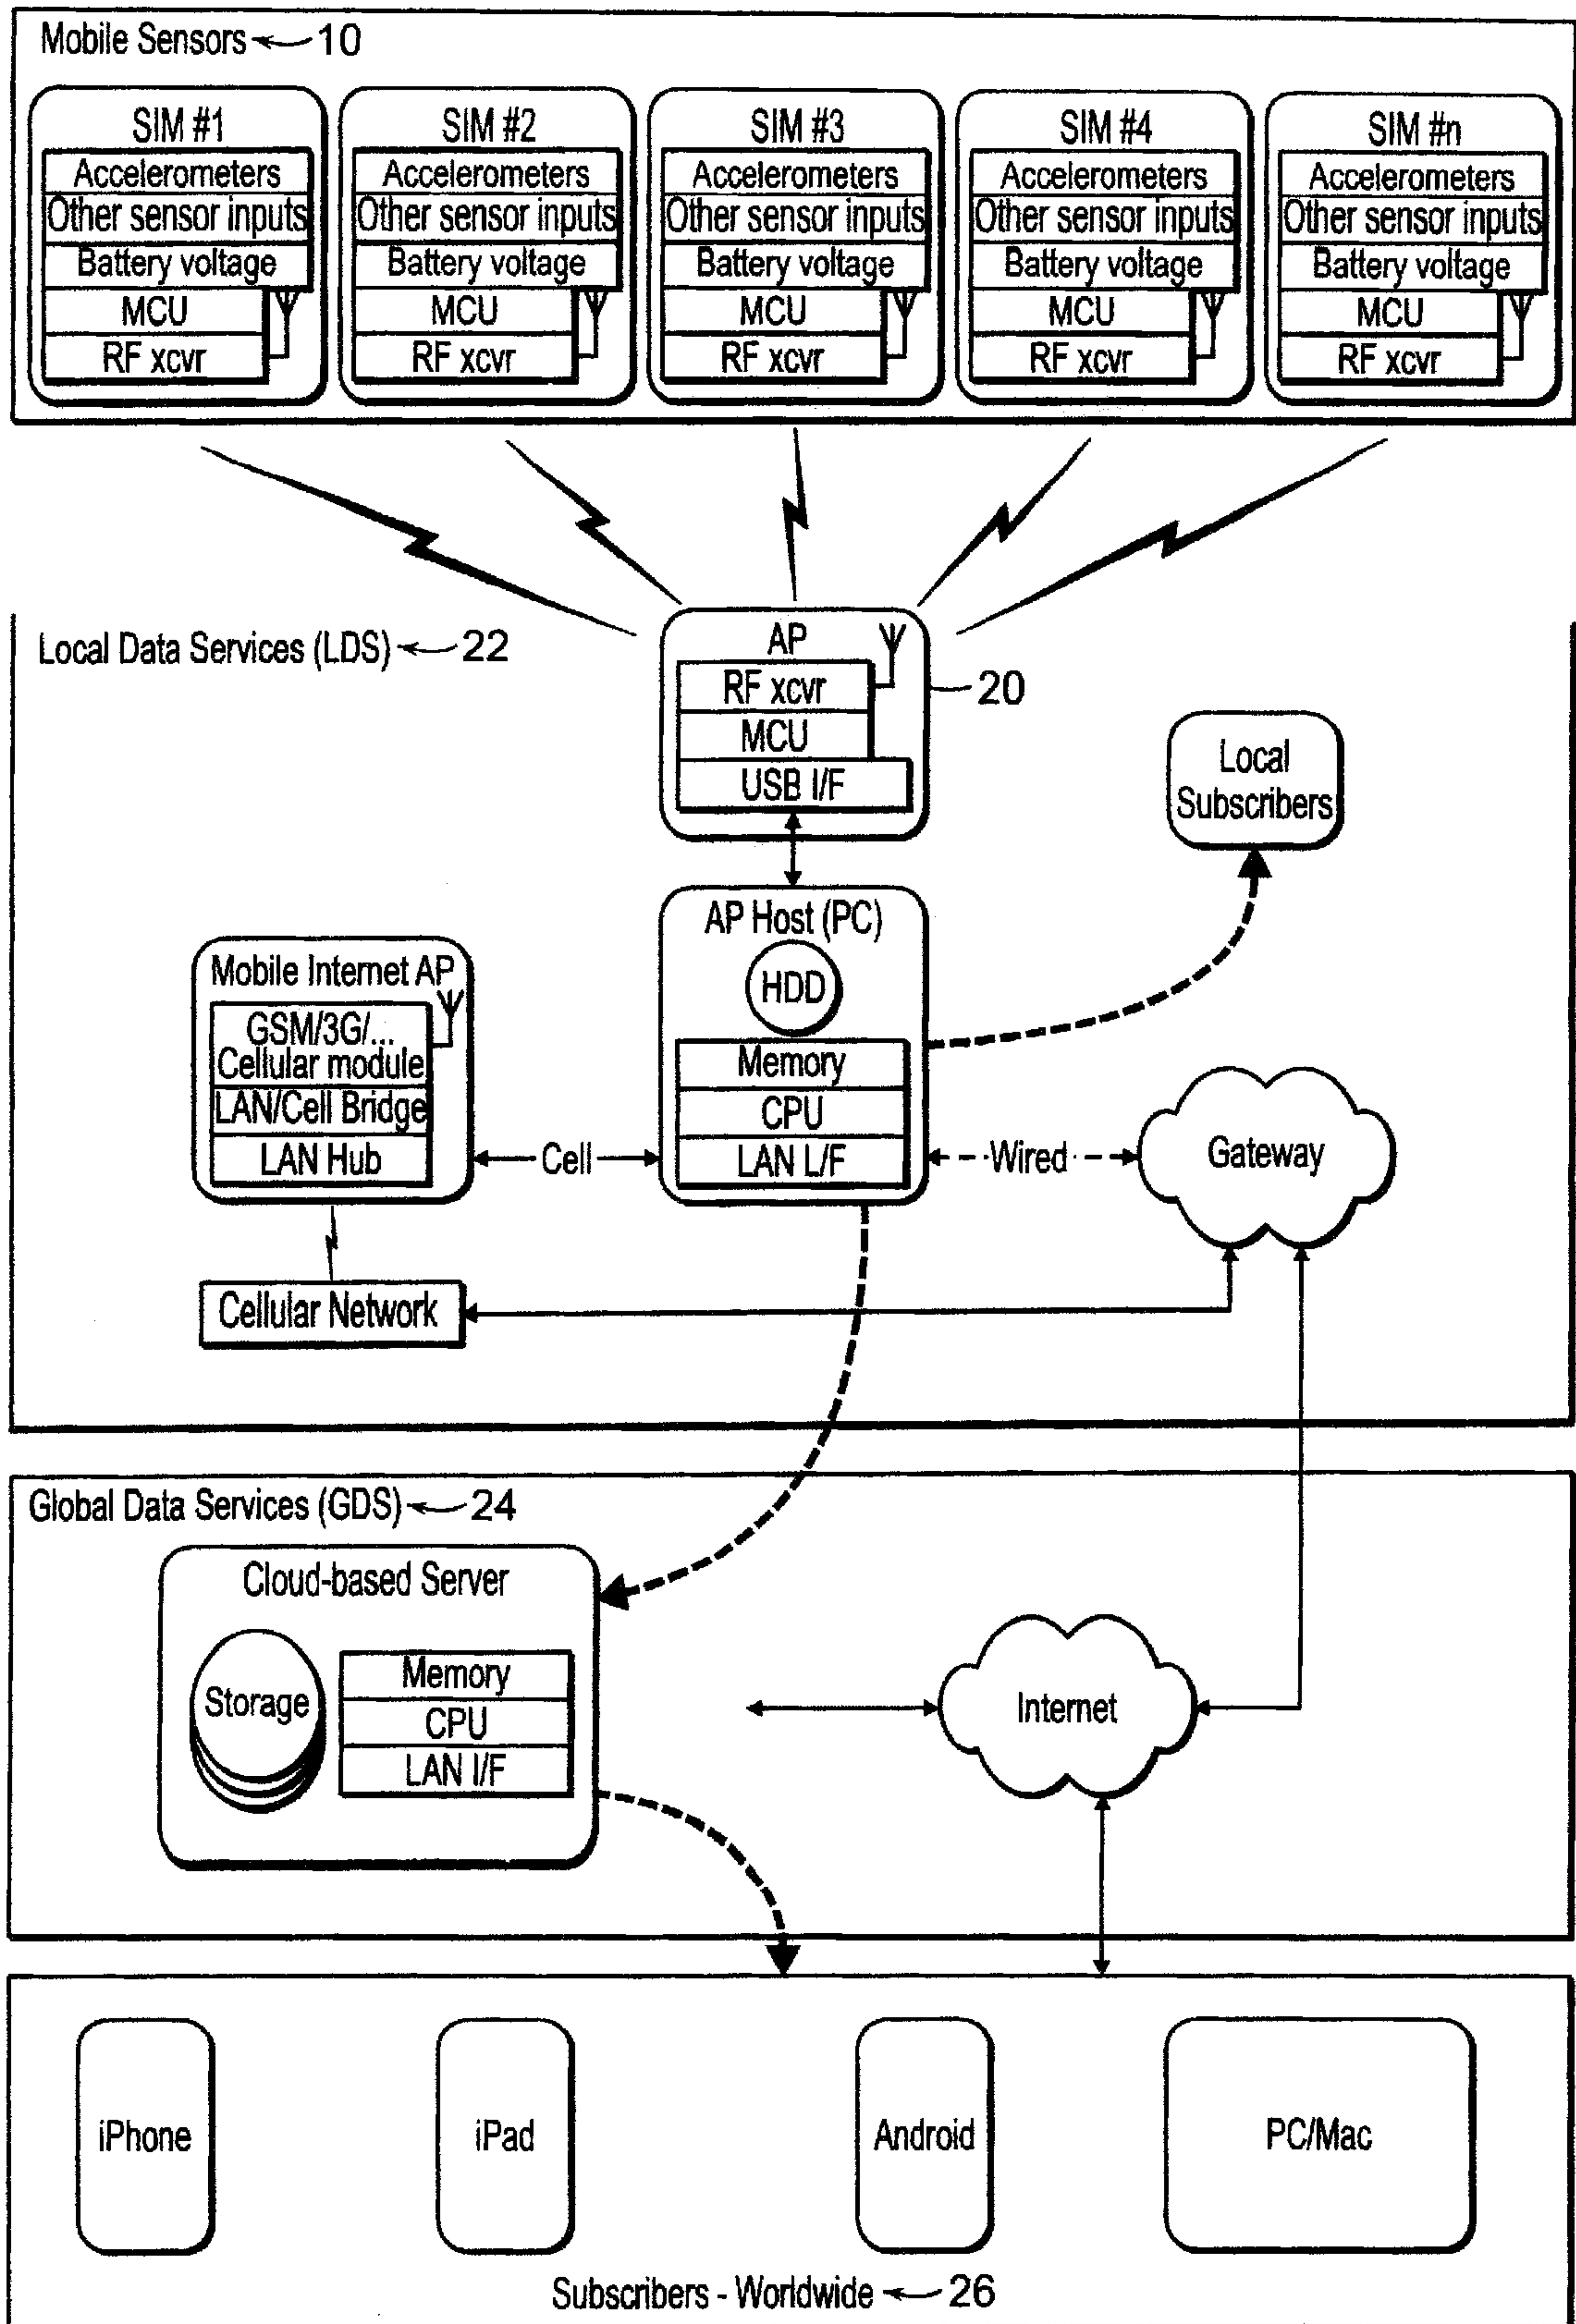 Mobile Sensors 10
SIM #1
Accelerometers
Other sensor inputs
Battery voltage
MCU
RF xcvr
SIM #2
Accelerometers
Other sensor inputs
Battery voltage
MCU
RF xcvr
SIM #3
Accelerometers
Other sensor inputs
Battery voltage
MCU
RF xcvr
SIM #4
Accelerometers
Other sensor inputs
Battery voltage
MCU
RF xcvr
SIM #n
Accelerometers
Other sensor inputs
Battery voltage
MCU
RF xcvr
Local Data Services (LDS) 22
AP
RF xcvr
MCU
USB I/F
20
Local
Subscribers
AP Host (PC)
HDD
Memory
CPU
LAN L/F
Mobile Internet AP
GSM/3G/...
Cellular module
LAN/Cell Bridge
LAN Hub
Cell
Wired
Gateway
Cellular Network
Global Data Services (GDS) 24
Cloud-based Server
Storage
Memory
CPU
LAN I/F
Internet
iPhone
iPad
Android
PC/Mac
Subscribers - Worldwide 26